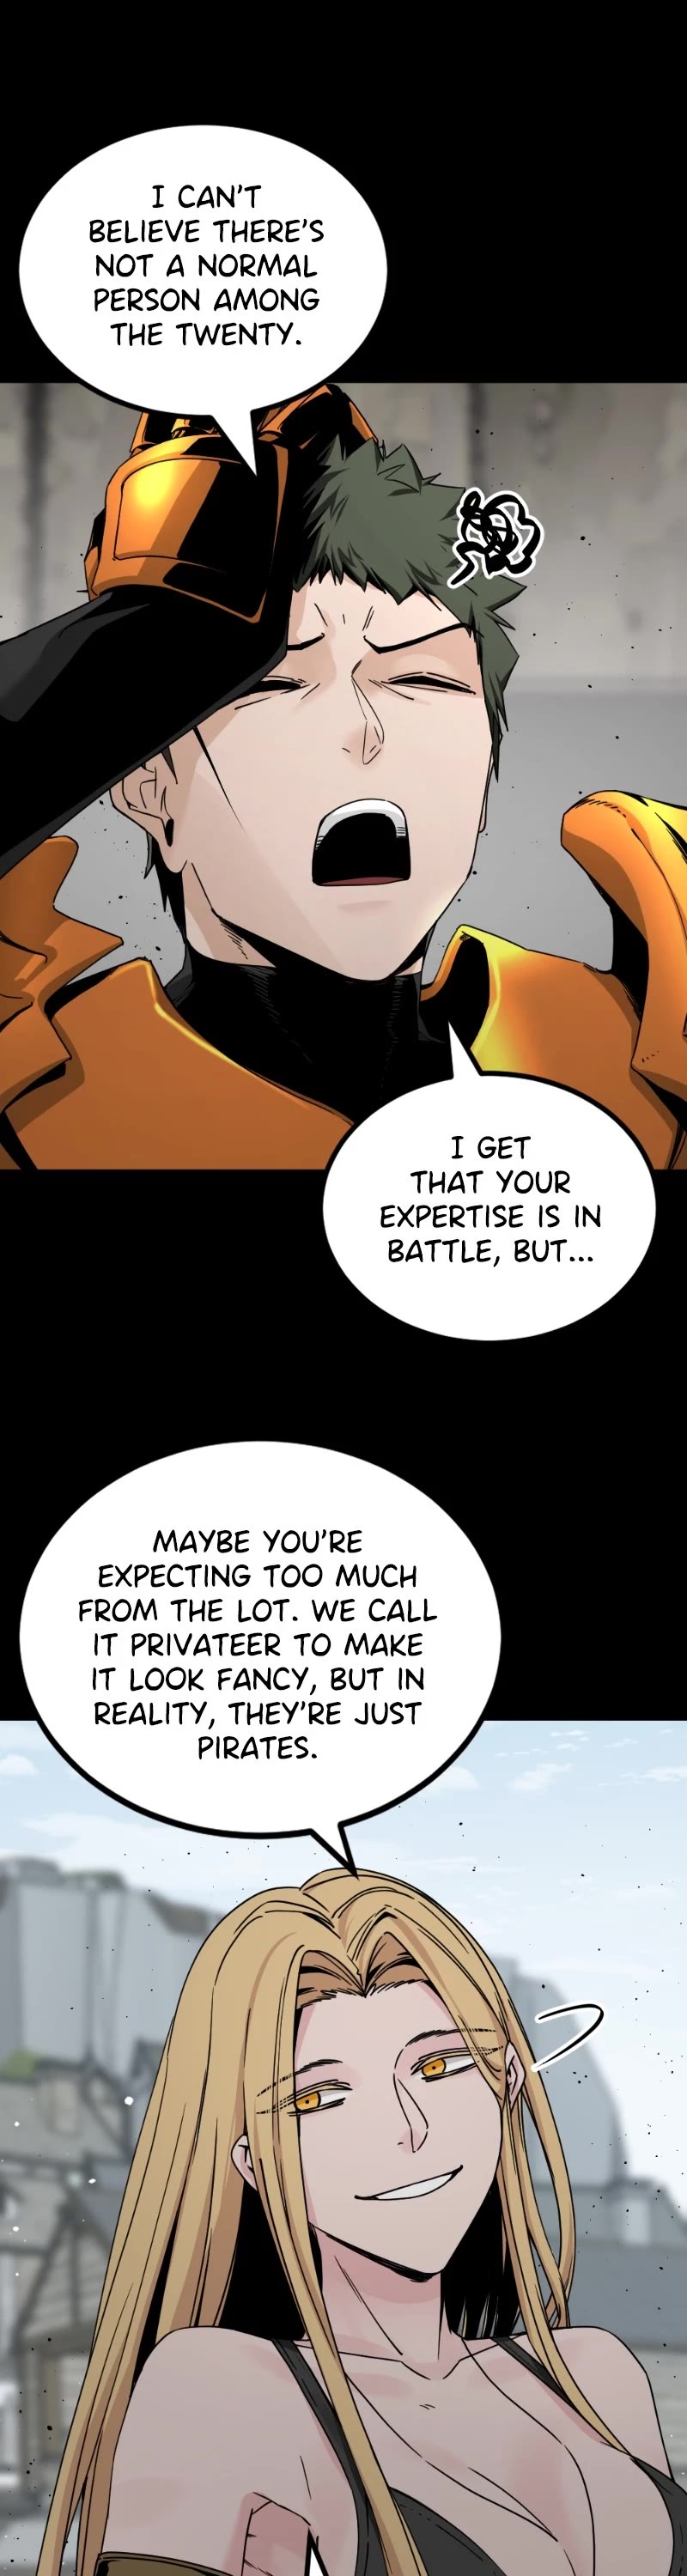 I CAN'T
BELIEVE THERE'S
NOT A NORMAL
PERSON AMONG
THE TWENTY.
I GET
THAT YOUR
EXPERTISE IS IN
BATTLE, BUT...
MAYBE YOU'RE
EXPECTING TOO MUCH
FROM THE LOT. WE CALL
IT PRIVATEER TO MAKE
IT LOOK FANCY, BUT IN
REALITY, THEY'RE JUST
PIRATES.